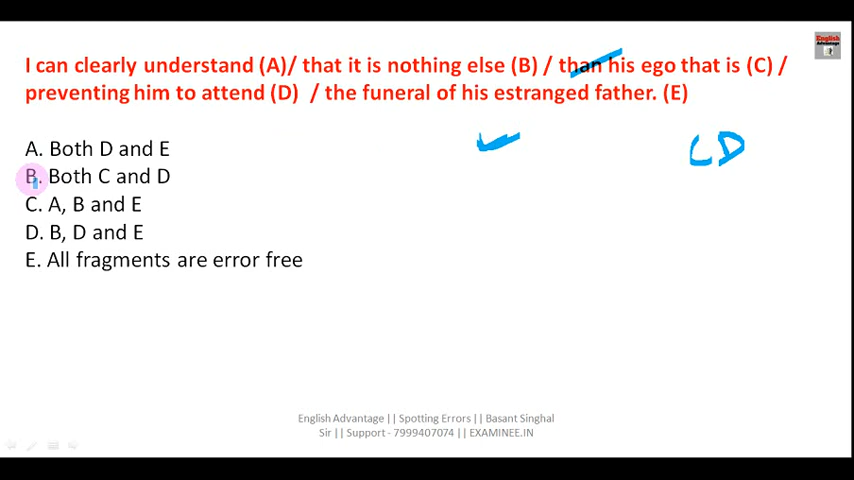 English
Advantage
I can clearly understand (A)/ that it is nothing else (B) / than his ego that is (C) /
preventing him to attend (D) / the funeral of his estranged father. (E)
CD
A. Both D and E
B. Both C and D
C. A, B and E
D. B, D and E
E. All fragments are error free
English Advantage || Spotting Errors || Basant Singhal
Sir || Support - 7999407074 || EXAMINEE.IN